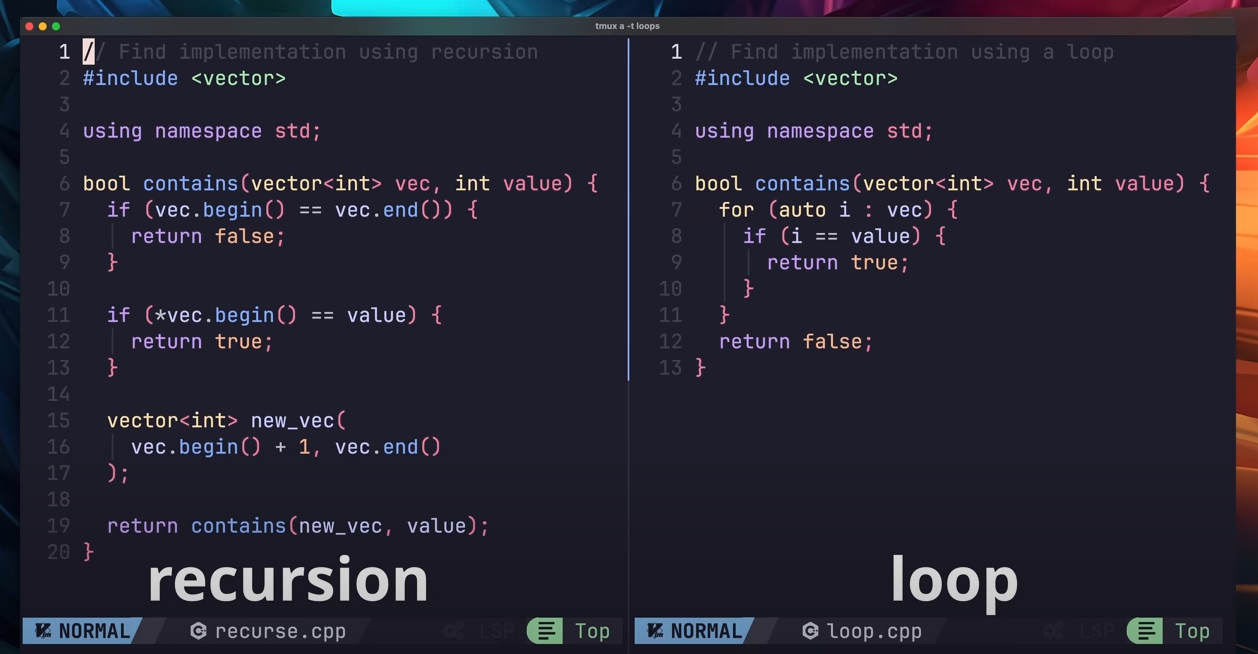 tmux a -t loops
1 // Find implementation using recursion
2 #include <vector>
3
4 using namespace std;
5
6 bool contains(vector<int> vec, int value) {
7   if (vec.begin() == vec.end()) {
8     return false;
9   }
10
11   if (*vec.begin() == value) {
12     return true;
13   }
14
15   vector<int> new_vec(
16     vec.begin() + 1, vec.end()
17   );
18
19   return contains(new_vec, value);
20 }
recursion
NORMAL recurse.cpp LSP Top
1 // Find implementation using a loop
2 #include <vector>
3
4 using namespace std;
5
6 bool contains(vector<int> vec, int value) {
7   for (auto i : vec) {
8     if (i == value) {
9       return true;
10     }
11   }
12   return false;
13 }
loop
NORMAL loop.cpp LSP Top